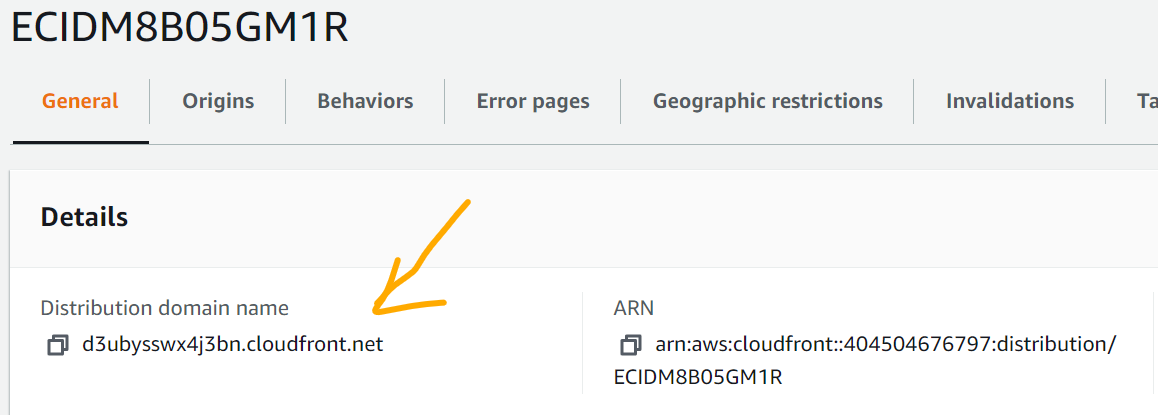 ECIDM8B05GM1R
General Origins Behaviors Error pages Geographic restrictions Invalidations Ta
Details
Distribution domain name
d3ubysswx4j3bn.cloudfront.net
ARN
arn:aws:cloudfront::404504676797:distribution/
ECIDM8B05GM1R